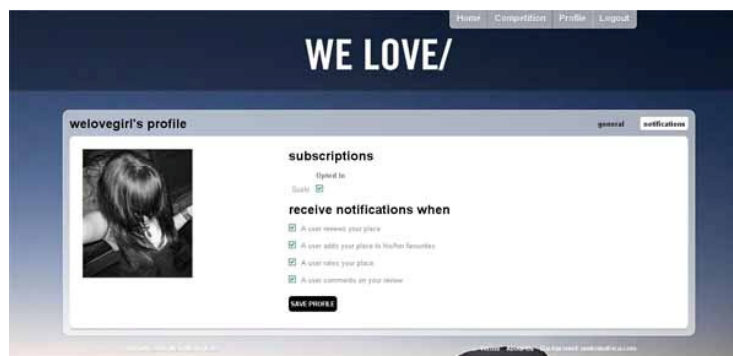 Home Competition Profile Logout
WE LOVE/
welovegirl's profile
general notifications
subscriptions
Opted In
receive notifications when
A user reviews your place
A user adds your place to his/her favourites
A user rates your place
A user comments on your review
SAVE PROFILE